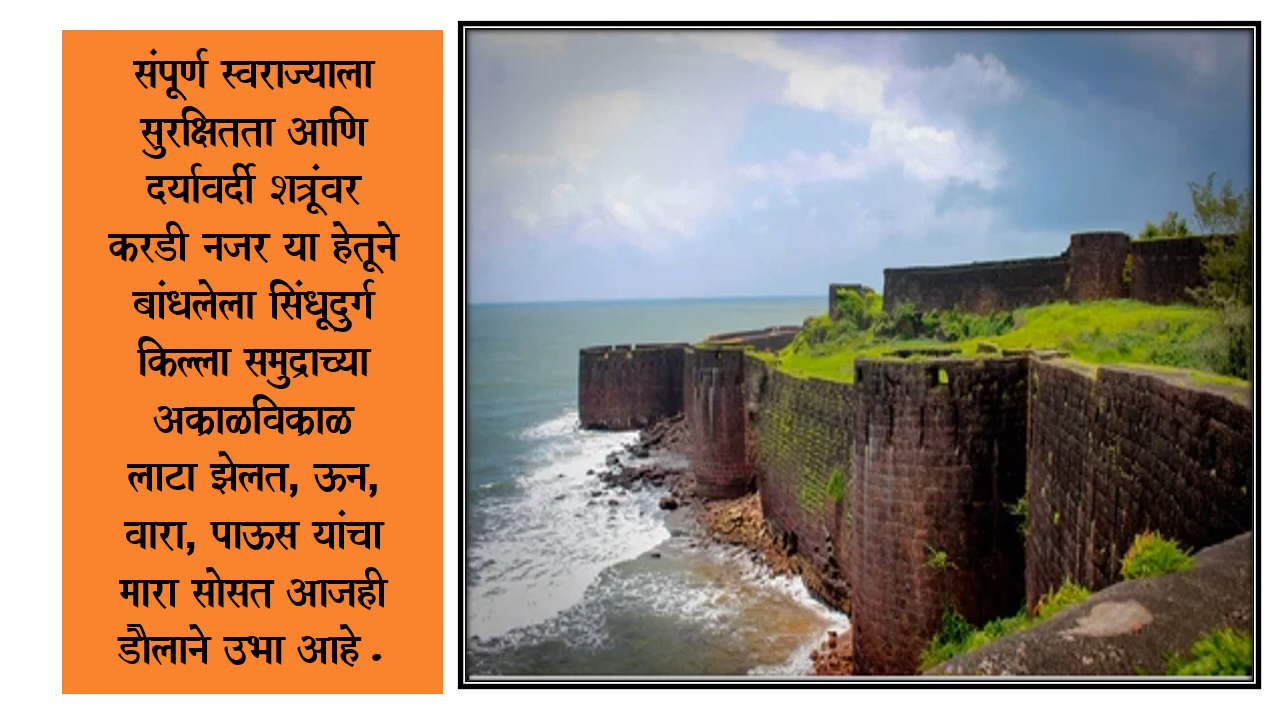 संपूर्ण स्वराज्याला
सुरक्षितता आणि
दर्यावर्दी शत्रूंवर
करडी नजर या हेतूने
बांधलेला सिंधूदुर्ग
किल्ला समुद्राच्या
अकाळविकाळ
लाटा झेलत, ऊन,
वारा, पाऊस यांचा
मारा सोसत आजही
डौलाने उभा आहे .